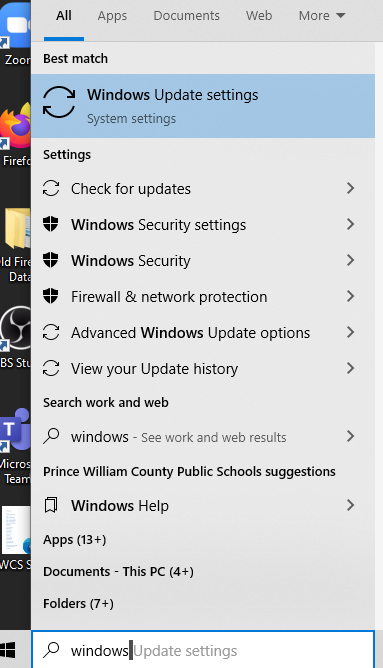 All Apps Documents Web More
Best match
Windows Update settings
System settings
Settings
Check for updates
Windows Security settings
Windows Security
Firewall & network protection
Advanced Windows Update options
View your Update history
Search work and web
windows - See work and web results
Prince William County Public Schools suggestions
Windows Help
Apps (13+)
Documents - This PC (4+)
Folders (7+)
windows Update settings
Zoor
Firefo
ld Fire
Data
BS Stu
Micros
Team
WCS S